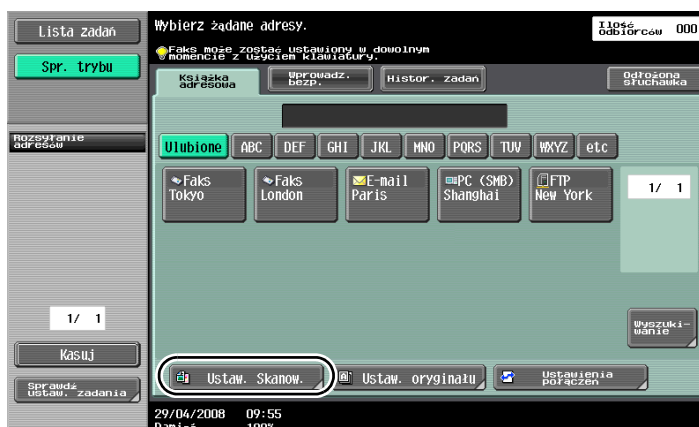 Lista zadań
Spr. trybu
Rozsyłanie
adresów
1/ 1
Kasuj
Sprawdź
ustaw. zadania
Wybierz żądane adresy.
Faks może zostać ustawiony w dowolnym
momencie z użyciem klawiatury.
Ilość
odbiorców 000
Książka
adresowa
Wprowadz.
bezp.
Histor. zadań
Odłożona
słuchawka
Ulubione ABC DEF GHI JKL MNO PQRS TUV WXYZ etc
Faks
Tokyo
Faks
London
E-mail
Paris
PC (SMB)
Shanghai
FTP
New York
1/ 1
Wyszuki-
wanie
Ustaw. Skanow.
Ustaw. oryginału
Ustawienia
połączeń
29/04/2008 09:55
Pamięć 100%